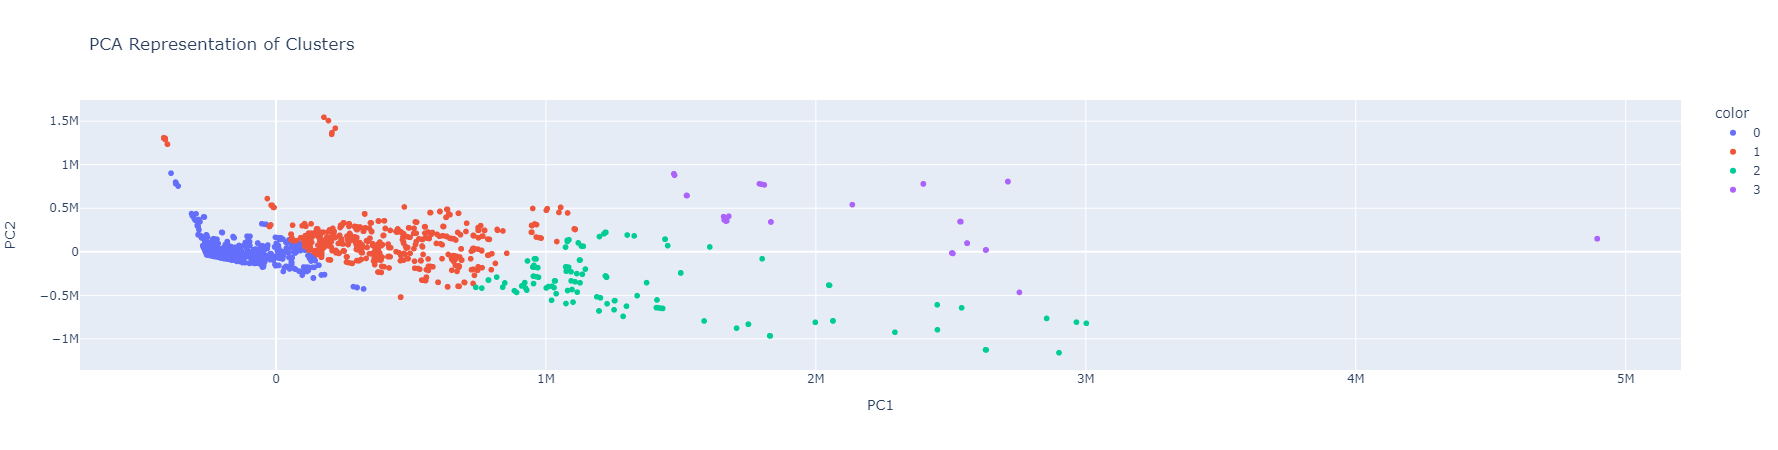 PCA Representation of Clusters
color
0
1
2
3
1.5M
1M
0.5M
0
−0.5M
−1M
PC2
0 1M 2M 3M 4M 5M
PC1